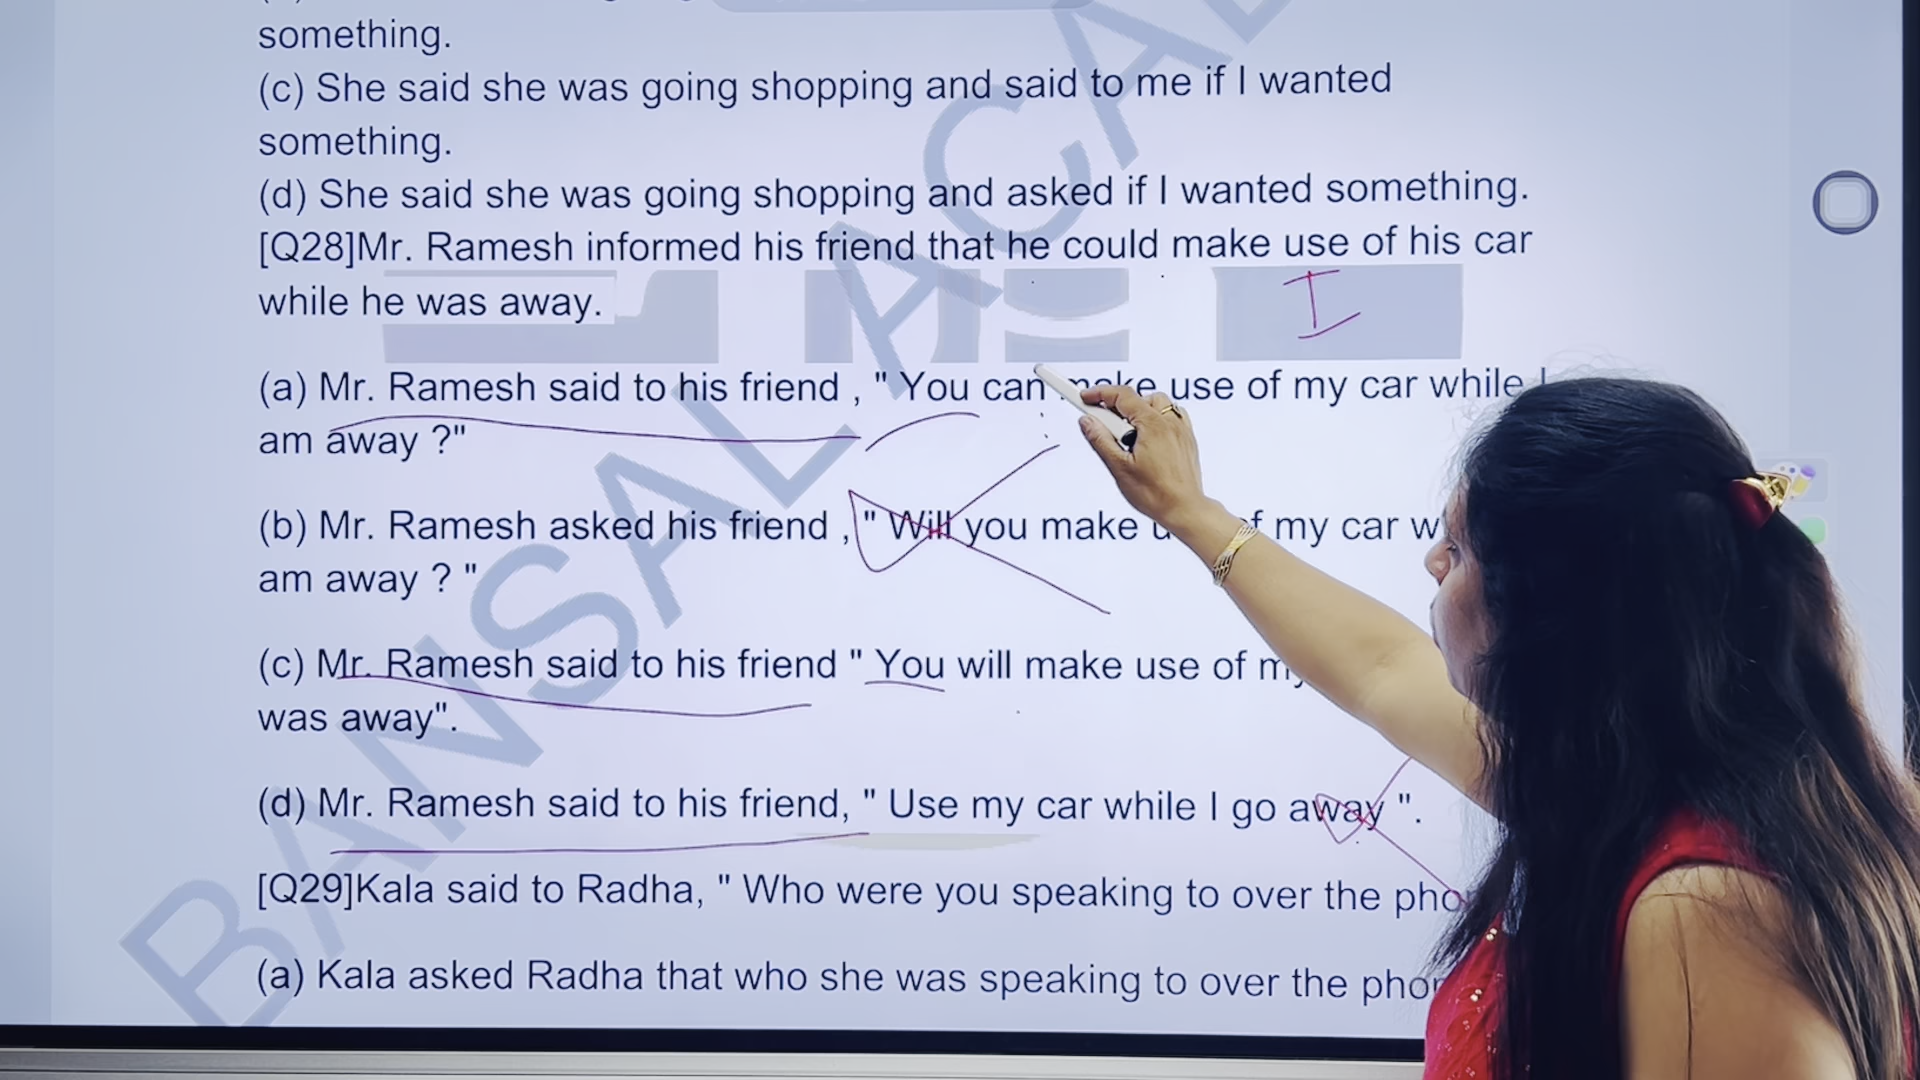 something.
(c) She said she was going shopping and said to me if I wanted
something.
(d) She said she was going shopping and asked if I wanted something.
[Q28]Mr. Ramesh informed his friend that he could make use of his car
while he was away.
I
(a) Mr. Ramesh said to his friend , " You can make use of my car while I
am away ?"
(b) Mr. Ramesh asked his friend , " Will you make of my car
am away ? "
(c) Mr. Ramesh said to his friend " You will make use of
was away".
(d) Mr. Ramesh said to his friend, " Use my car while I go away ".
[Q29]Kala said to Radha, " Who were you speaking to over the
(a) Kala asked Radha that who she was speaking to over the
BANSAL